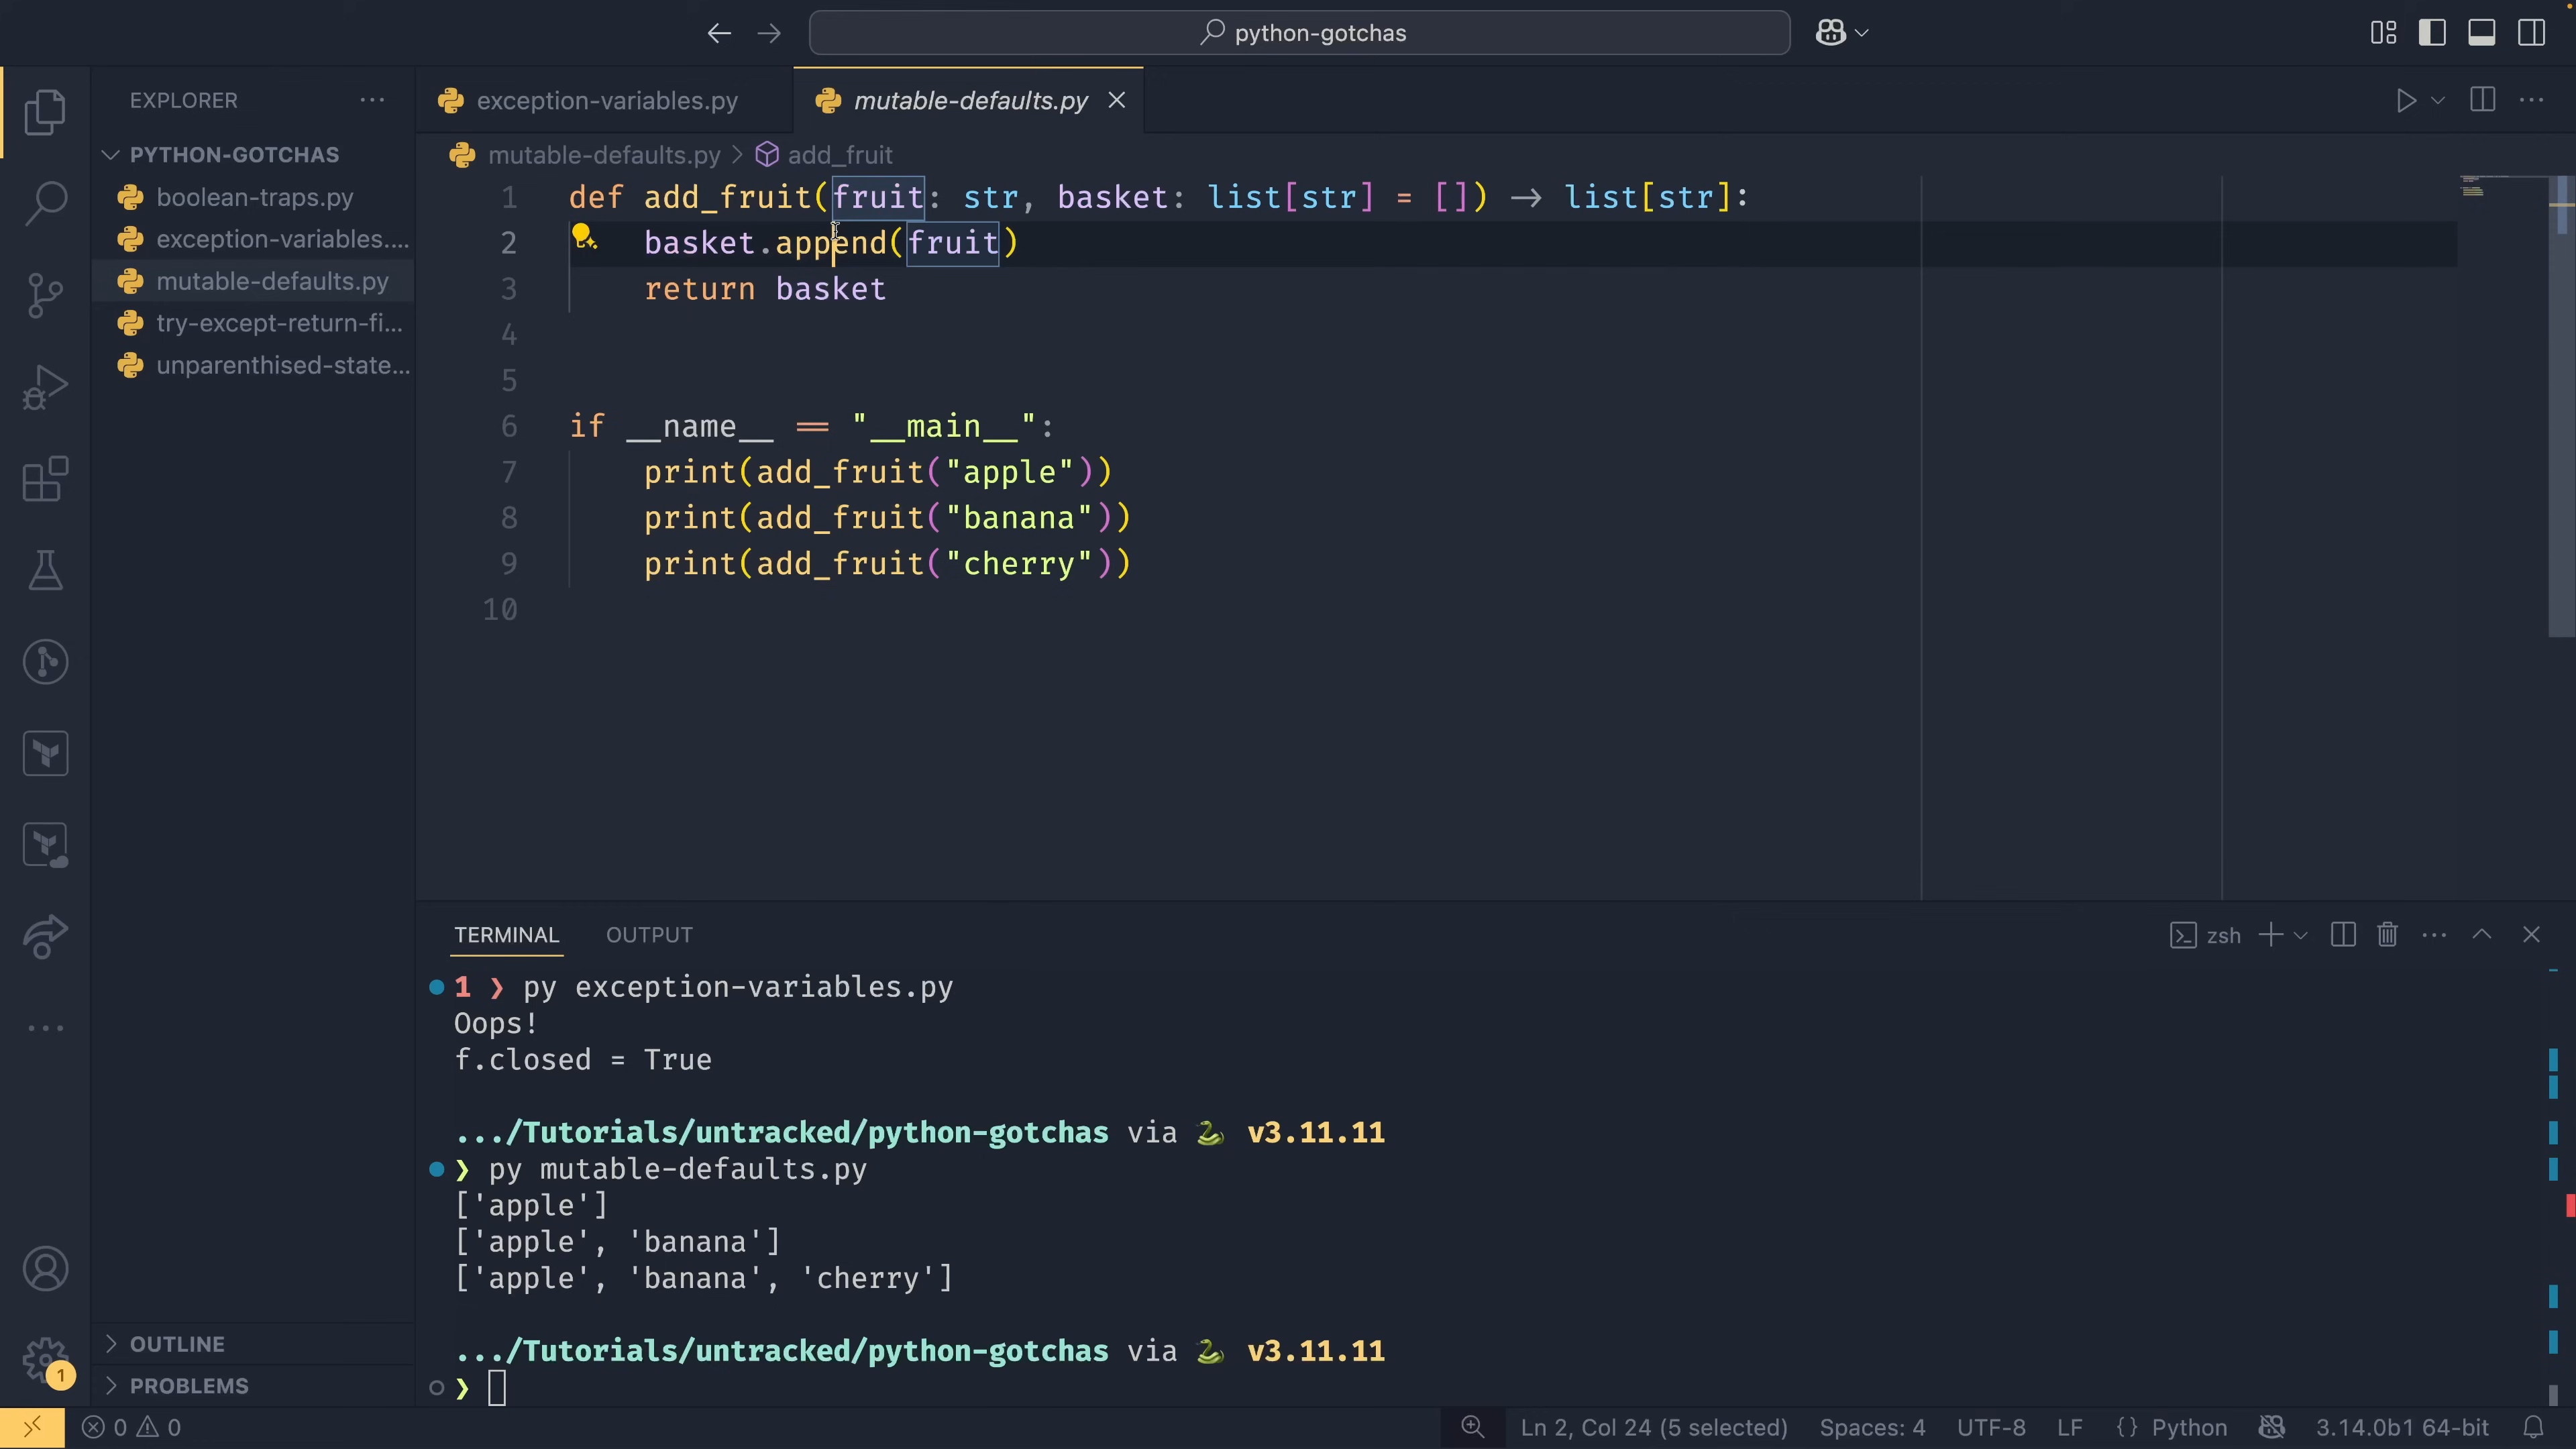 python-gotchas
EXPLORER
exception-variables.py
mutable-defaults.py
PYTHON-GOTCHAS
boolean-traps.py
exception-variables....
mutable-defaults.py
try-except-return-fi...
unparenthised-state...
mutable-defaults.py > add_fruit
1 def add_fruit(fruit: str, basket: list[str] = []) → list[str]:
2 basket.append(fruit)
3 return basket
4
5
6 if __name__ == "__main__":
7 print(add_fruit("apple"))
8 print(add_fruit("banana"))
9 print(add_fruit("cherry"))
10
TERMINAL OUTPUT
zsh
1 ❯ py exception-variables.py
Oops!
f.closed = True
.../Tutorials/untracked/python-gotchas via 🐍 v3.11.11
❯ py mutable-defaults.py
['apple']
['apple', 'banana']
['apple', 'banana', 'cherry']
.../Tutorials/untracked/python-gotchas via 🐍 v3.11.11
❯
OUTLINE
PROBLEMS
1
0 0
Ln 2, Col 24 (5 selected) Spaces: 4 UTF-8 LF {} Python 3.14.0b1 64-bit